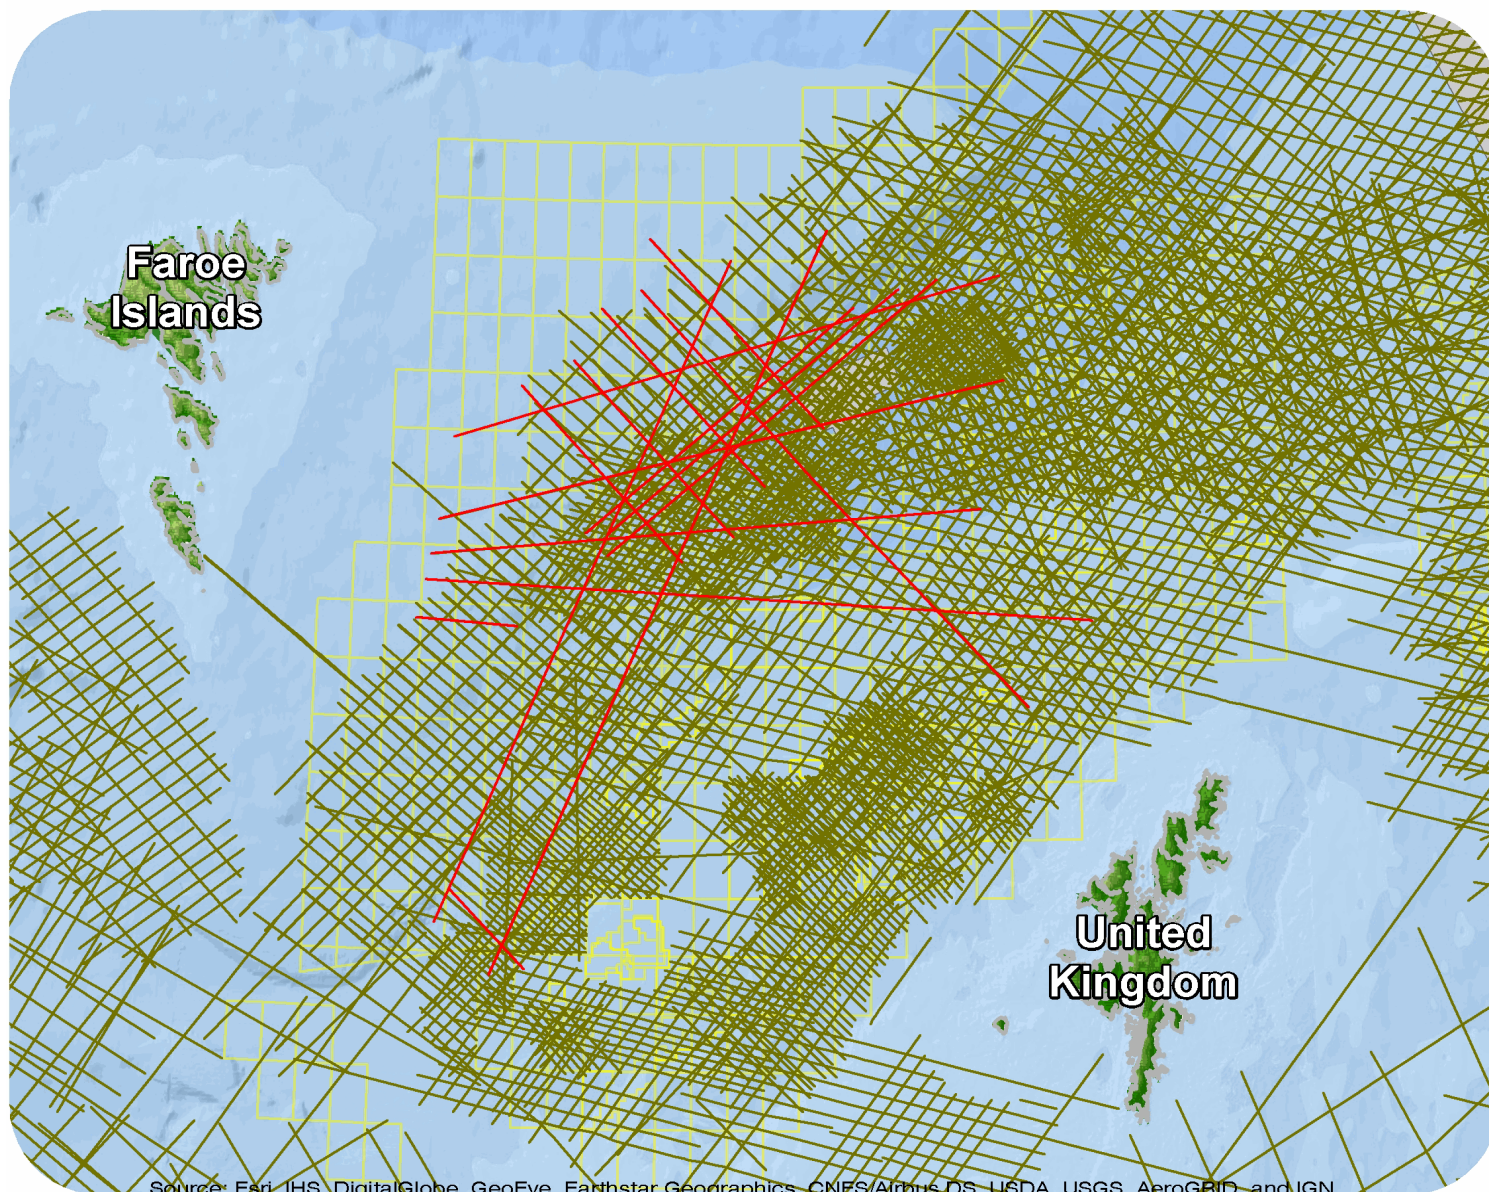 Faroe
Islands
United
Kingdom
Source: Esri, IHS, DigitalGlobe, GeoEye, Earthstar Geographics, CNES/Airbus DS, USDA, USGS, AeroGRID, and IGN